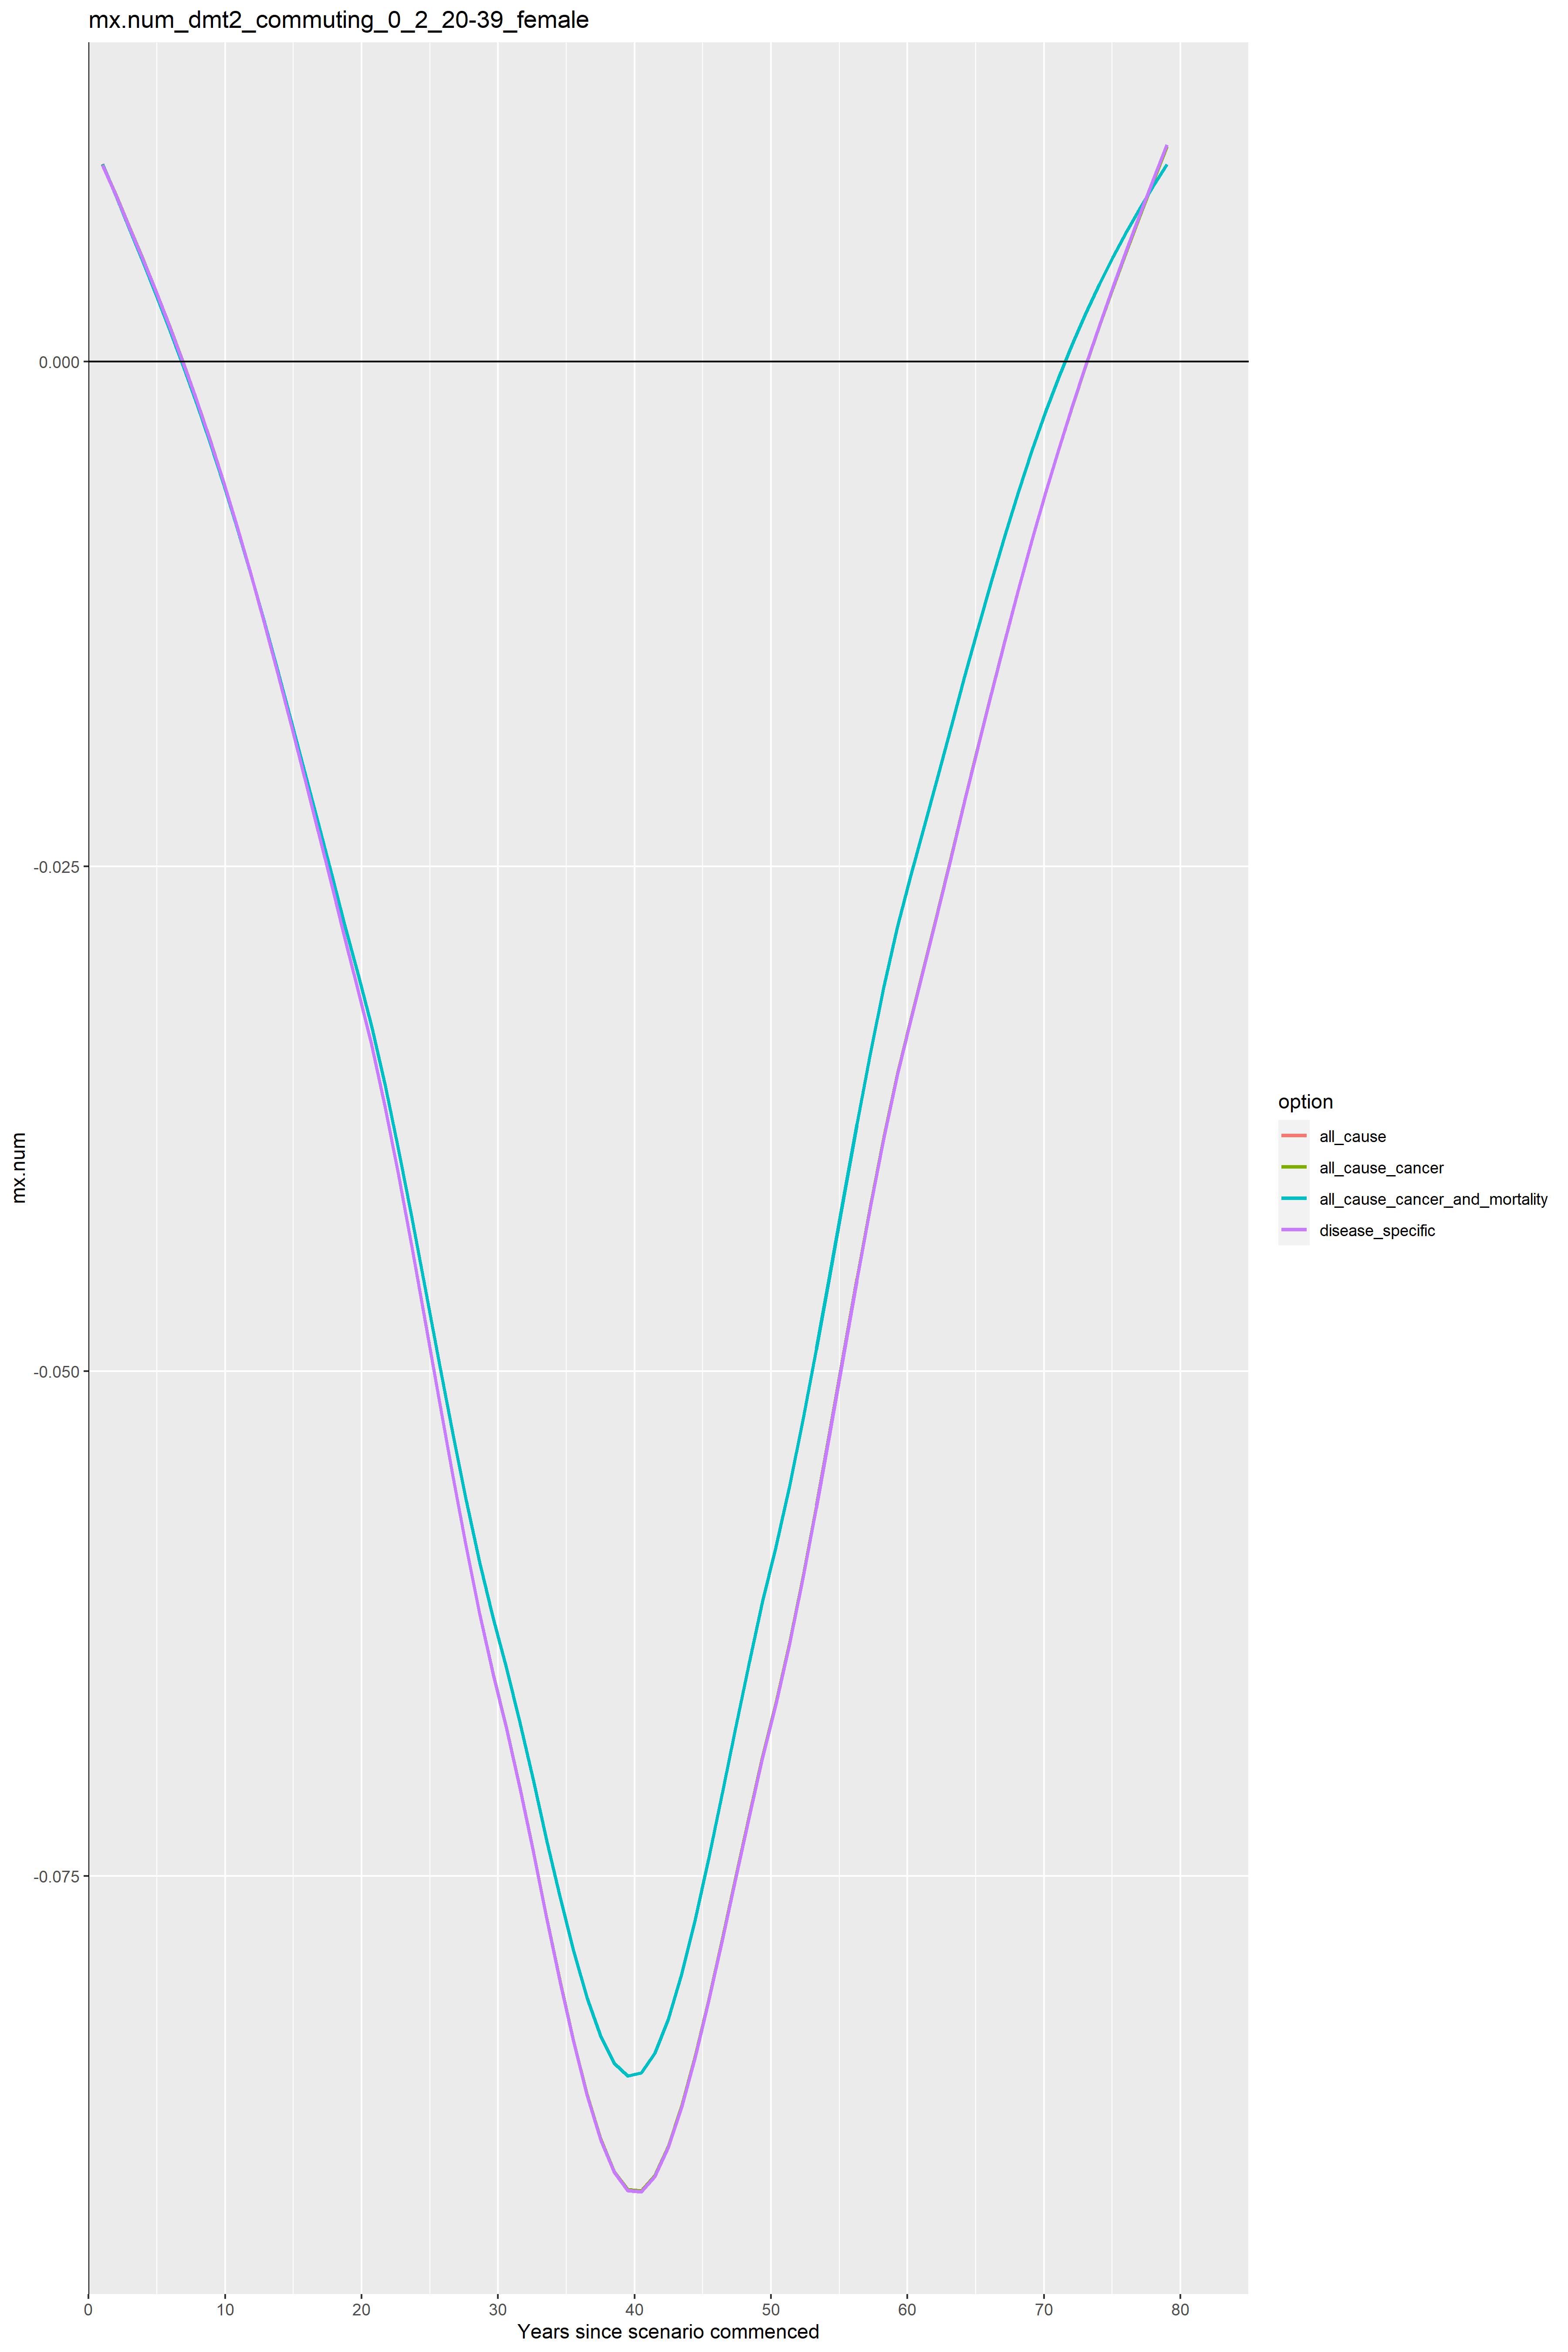 mx.num_dmt2_commuting_0_2_20-39_female
mx.num
0.000
-0.025
-0.050
-0.075
0 10 20 30 40 50 60 70 80
Years since scenario commenced
option
all_cause
all_cause_cancer
all_cause_cancer_and_mortality
disease_specific